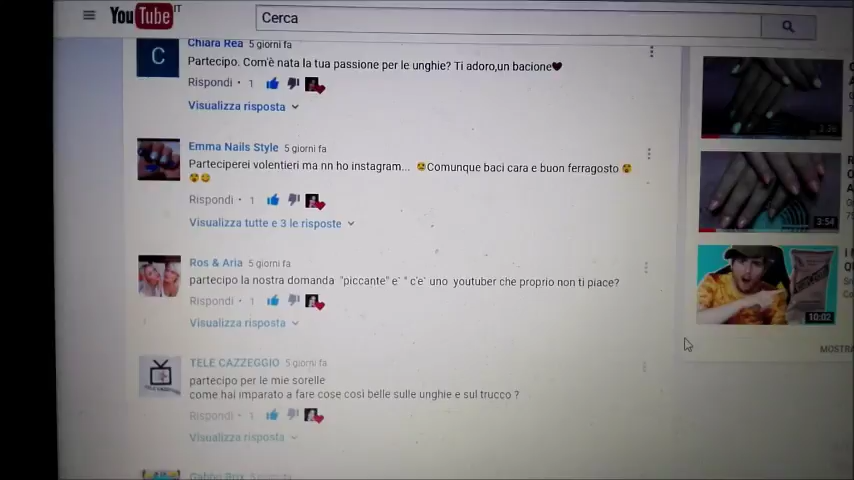 YouTube IT
Cerca
Chiara Rea 5 giorni fa
Partecipo. Com'è nata la tua passione per le unghie? Ti adoro,un bacione🖤
Rispondi • 1
Visualizza risposta
Emma Nails Style 5 giorni fa
Parteciperei volentieri ma nn ho instagram... 😢Comunque baci cara e buon ferragosto 😘
😘😂
Rispondi • 1
Visualizza tutte e 3 le risposte
Ros & Aria 5 giorni fa
partecipo la nostra domanda "piccante" e` " c'e` uno youtuber che proprio non ti piace?
Rispondi • 1
Visualizza risposta
TELE CAZZEGGIO 5 giorni fa
partecipo per le mie sorelle
come hai imparato a fare cose così belle sulle unghie e sul trucco ?
Rispondi • 1
Visualizza risposta
C
2:26
3:54
10:02
MOSTRA